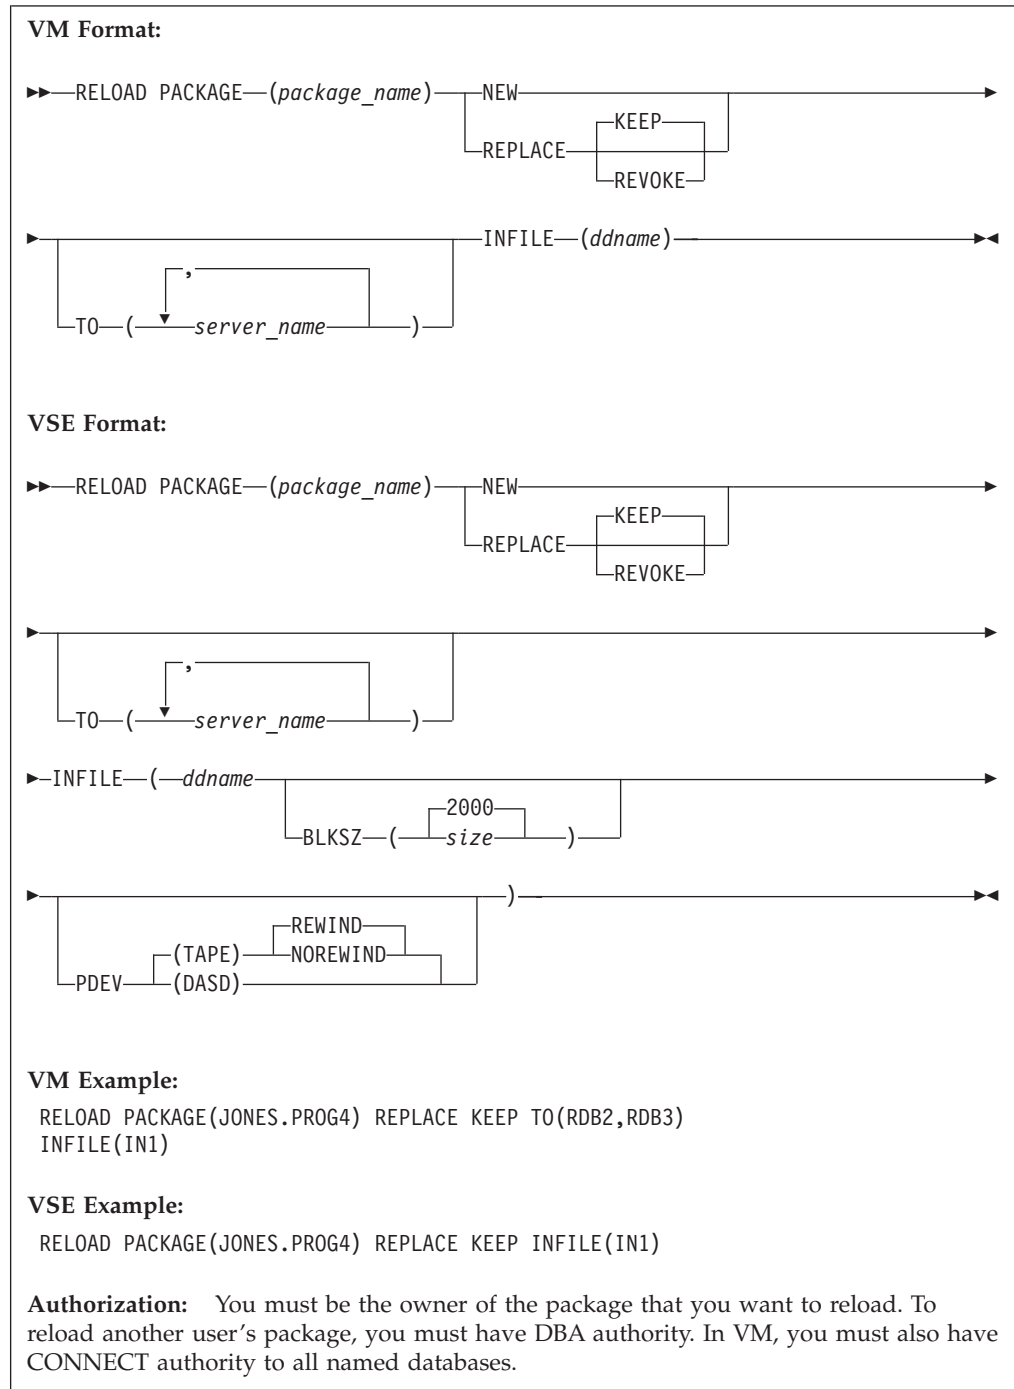 VM Format:
RELOAD PACKAGE (package_name) NEW
KEEP
REPLACE
REVOKE
INFILE (ddname)
,
TO ( server_name )
VSE Format:
RELOAD PACKAGE (package_name) NEW
KEEP
REPLACE
REVOKE
,
TO ( server_name )
INFILE ( ddname
2000
BLKSZ ( size )
)
REWIND
(TAPE) NOREWIND
PDEV (DASD)
VM Example:
RELOAD PACKAGE(JONES.PROG4) REPLACE KEEP TO(RDB2,RDB3)
INFILE(IN1)
VSE Example:
RELOAD PACKAGE(JONES.PROG4) REPLACE KEEP INFILE(IN1)
Authorization: You must be the owner of the package that you want to reload. To
reload another user's package, you must have DBA authority. In VM, you must also have
CONNECT authority to all named databases.